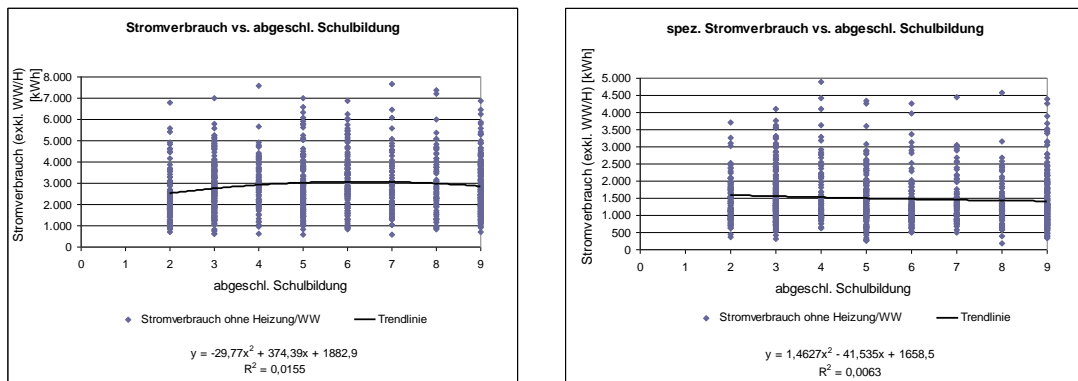 Stromverbrauch vs. abgeschl. Schulbildung
Stromverbrauch (exkl. WW/H)
[kWh]
8.000
7.000
6.000
5.000
4.000
3.000
2.000
1.000
0
0 1 2 3 4 5 6 7 8 9
abgeschl. Schulbildung
Stromverbrauch ohne Heizung/WW Trendlinie
y = -29,77x² + 374,39x + 1882,9
R² = 0,0155
spez. Stromverbrauch vs. abgeschl. Schulbildung
Stromverbrauch (exkl. WW/H) [kWh]
5.000
4.500
4.000
3.500
3.000
2.500
2.000
1.500
1.000
500
0
0 1 2 3 4 5 6 7 8 9
abgeschl. Schulbildung
Stromverbrauch ohne Heizung/WW Trendlinie
y = 1,4627x² - 41,535x + 1658,5
R² = 0,0063